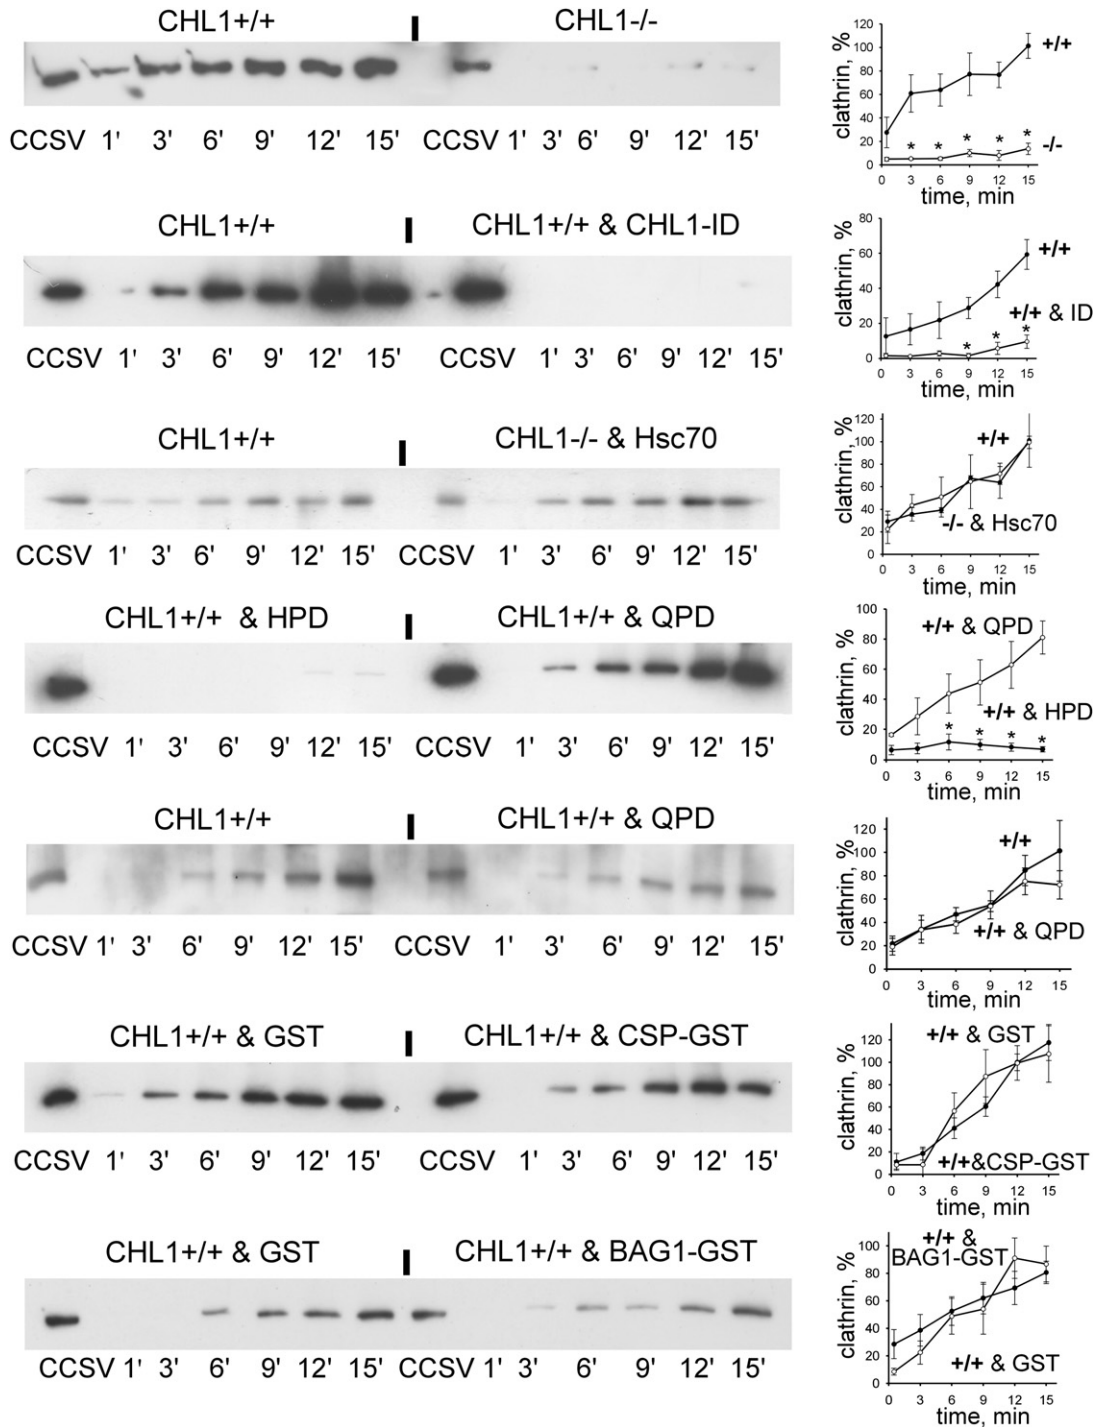 CHL1+/+ CHL1-/-
CCSV 1' 3' 6' 9' 12' 15' CCSV 1' 3' 6' 9' 12' 15'
clathrin, %
120
100
80
60
40
20
0
+/+
* * * * *
-/-
0 3 6 9 12 15
time, min
CHL1+/+ CHL1+/+ & CHL1-ID
CCSV 1' 3' 6' 9' 12' 15' CCSV 1' 3' 6' 9' 12' 15'
clathrin, %
80
60
40
20
0
+/+
+/+ & ID
* * *
0 3 6 9 12 15
time, min
CHL1+/+ CHL1-/- & Hsc70
CCSV 1' 3' 6' 9' 12' 15' CCSV 1' 3' 6' 9' 12' 15'
clathrin, %
120
100
80
60
40
20
0
+/+
-/- & Hsc70
0 3 6 9 12 15
time, min
CHL1+/+ & HPD CHL1+/+ & QPD
CCSV 1' 3' 6' 9' 12' 15' CCSV 1' 3' 6' 9' 12' 15'
clathrin, %
100
80
60
40
20
0
+/+ & QPD
+/+ & HPD
* * * *
0 3 6 9 12 15
time, min
CHL1+/+ CHL1+/+ & QPD
CCSV 1' 3' 6' 9' 12' 15' CCSV 1' 3' 6' 9' 12' 15'
clathrin, %
120
100
80
60
40
20
0
+/+
+/+ & QPD
0 3 6 9 12 15
time, min
CHL1+/+ & GST CHL1+/+ & CSP-GST
CCSV 1' 3' 6' 9' 12' 15' CCSV 1' 3' 6' 9' 12' 15'
clathrin, %
120
100
80
60
40
20
0
+/+ & GST
+/+&CSP-GST
0 3 6 9 12 15
time, min
CHL1+/+ & GST CHL1+/+ & BAG1-GST
CCSV 1' 3' 6' 9' 12' 15' CCSV 1' 3' 6' 9' 12' 15'
clathrin, %
100
80
60
40
20
0
+/+ &
BAG1-GST
+/+ & GST
0 3 6 9 12 15
time, min